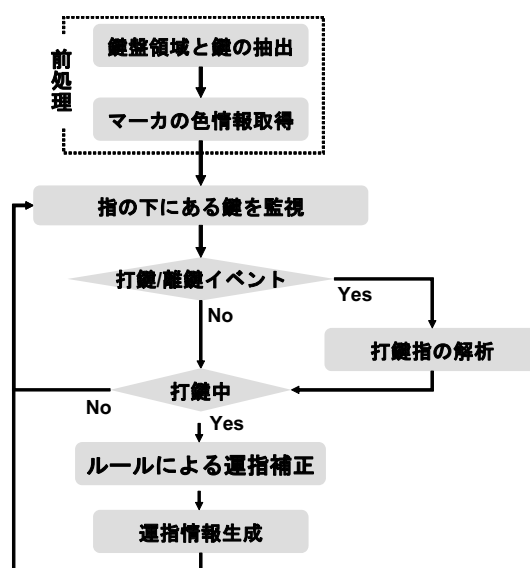 前処理
鍵盤領域と鍵の抽出
マーカの色情報取得
指の下にある鍵を監視
打鍵/離鍵イベント
Yes
No
打鍵指の解析
打鍵中
No
Yes
ルールによる運指補正
運指情報生成